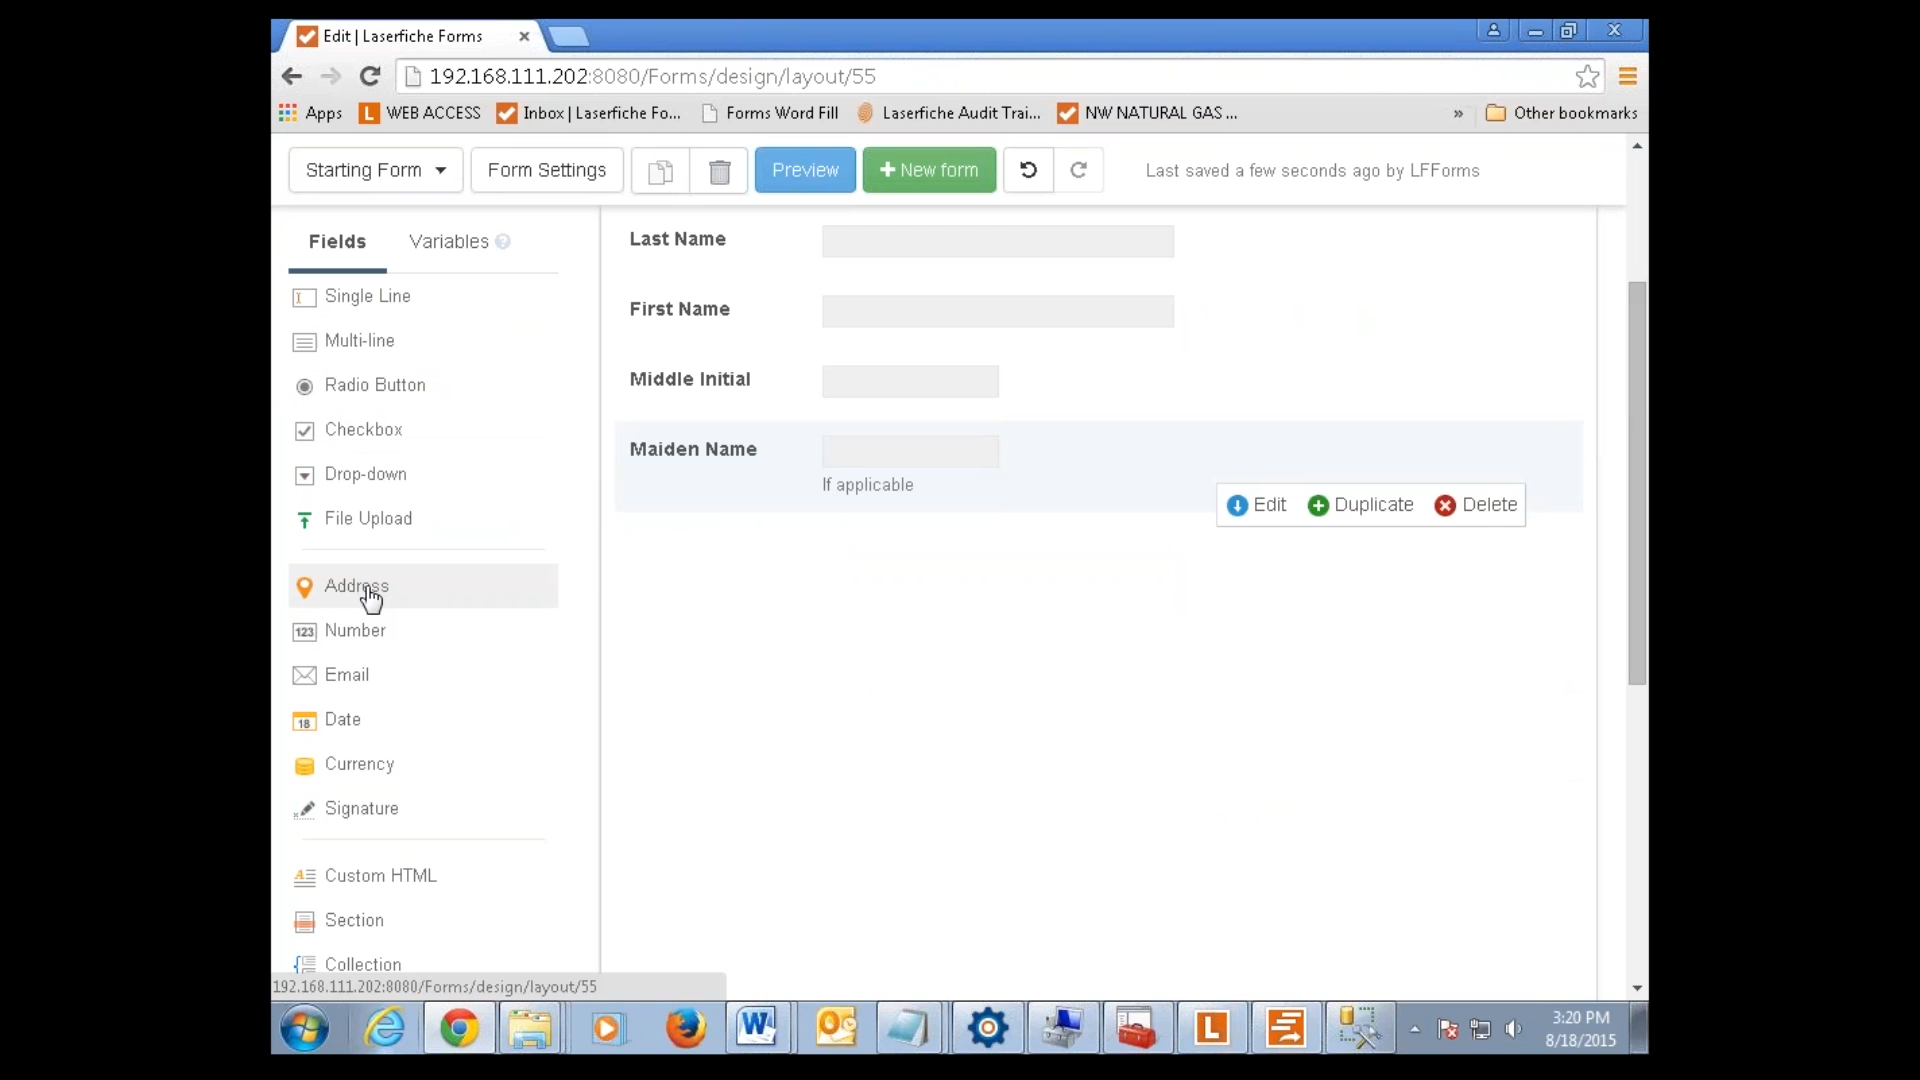 Edit | Laserfiche Forms
192.168.111.202:8080/Forms/design/layout/55
Apps WEB ACCESS Inbox | Laserfiche Fo... Forms Word Fill Laserfiche Audit Trai... NW NATURAL GAS ... » Other bookmarks
Starting Form Form Settings Preview New form Last saved a few seconds ago by LFForms
Fields Variables
Single Line
Multi-line
Radio Button
Checkbox
Drop-down
File Upload
Address
123 Number
Email
18 Date
Currency
Signature
Custom HTML
Section
Collection
Last Name
First Name
Middle Initial
Maiden Name
If applicable
Edit Duplicate Delete
192.168.111.202:8080/Forms/design/layout/55
3:20 PM
8/18/2015